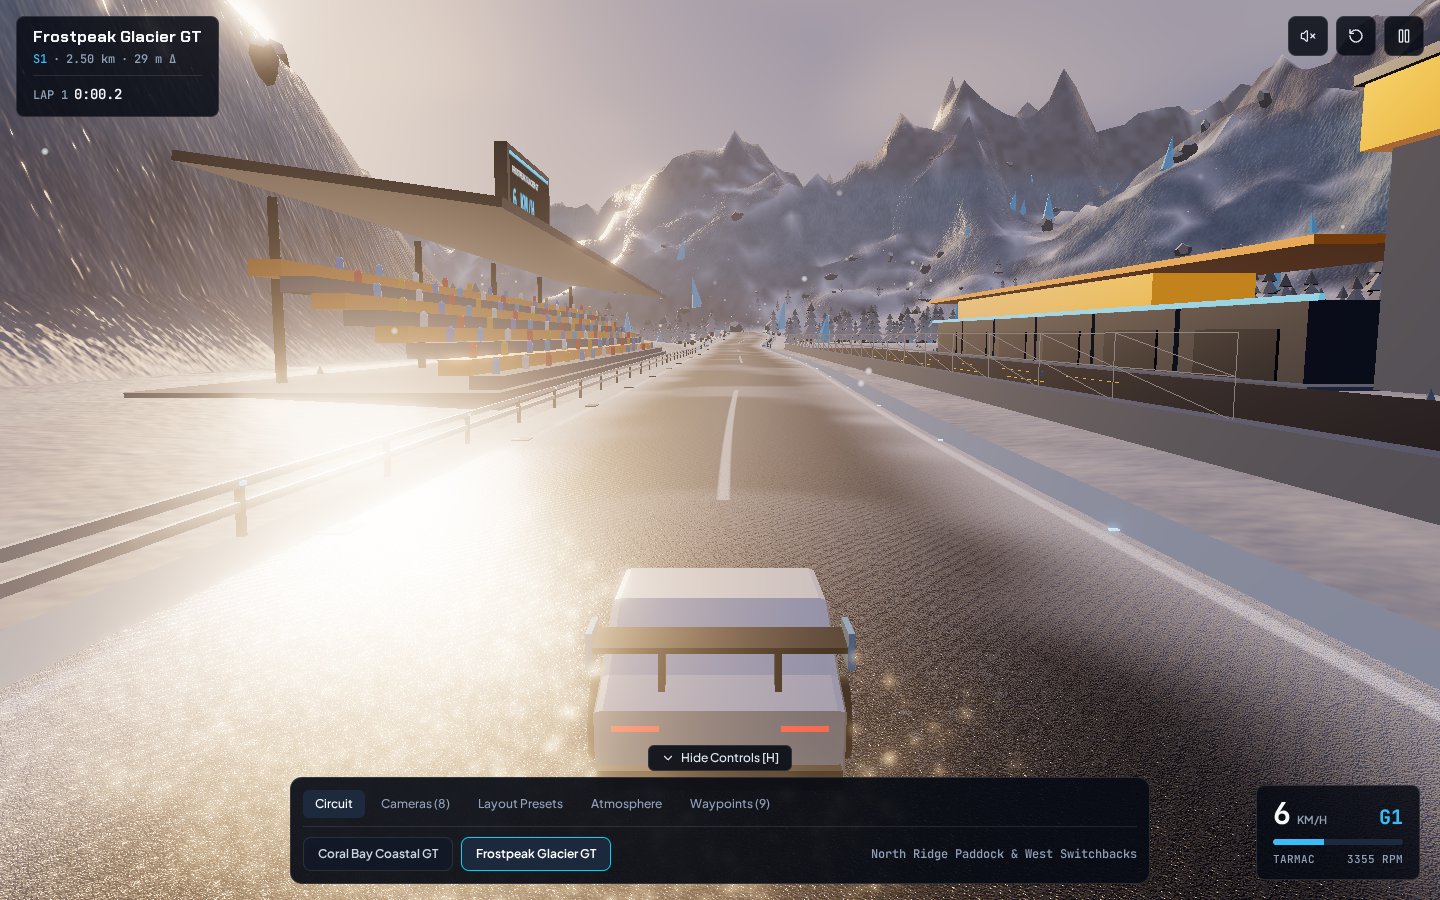 Frostpeak Glacier GT
S1 · 2.50 km · 29 m Δ
LAP 1 0:00.2
6 KM/H
Hide Controls [H]
Circuit
Cameras (8)
Layout Presets
Atmosphere
Waypoints (9)
Coral Bay Coastal GT
Frostpeak Glacier GT
North Ridge Paddock & West Switchbacks
6 KM/H
G1
TARMAC
3355 RPM